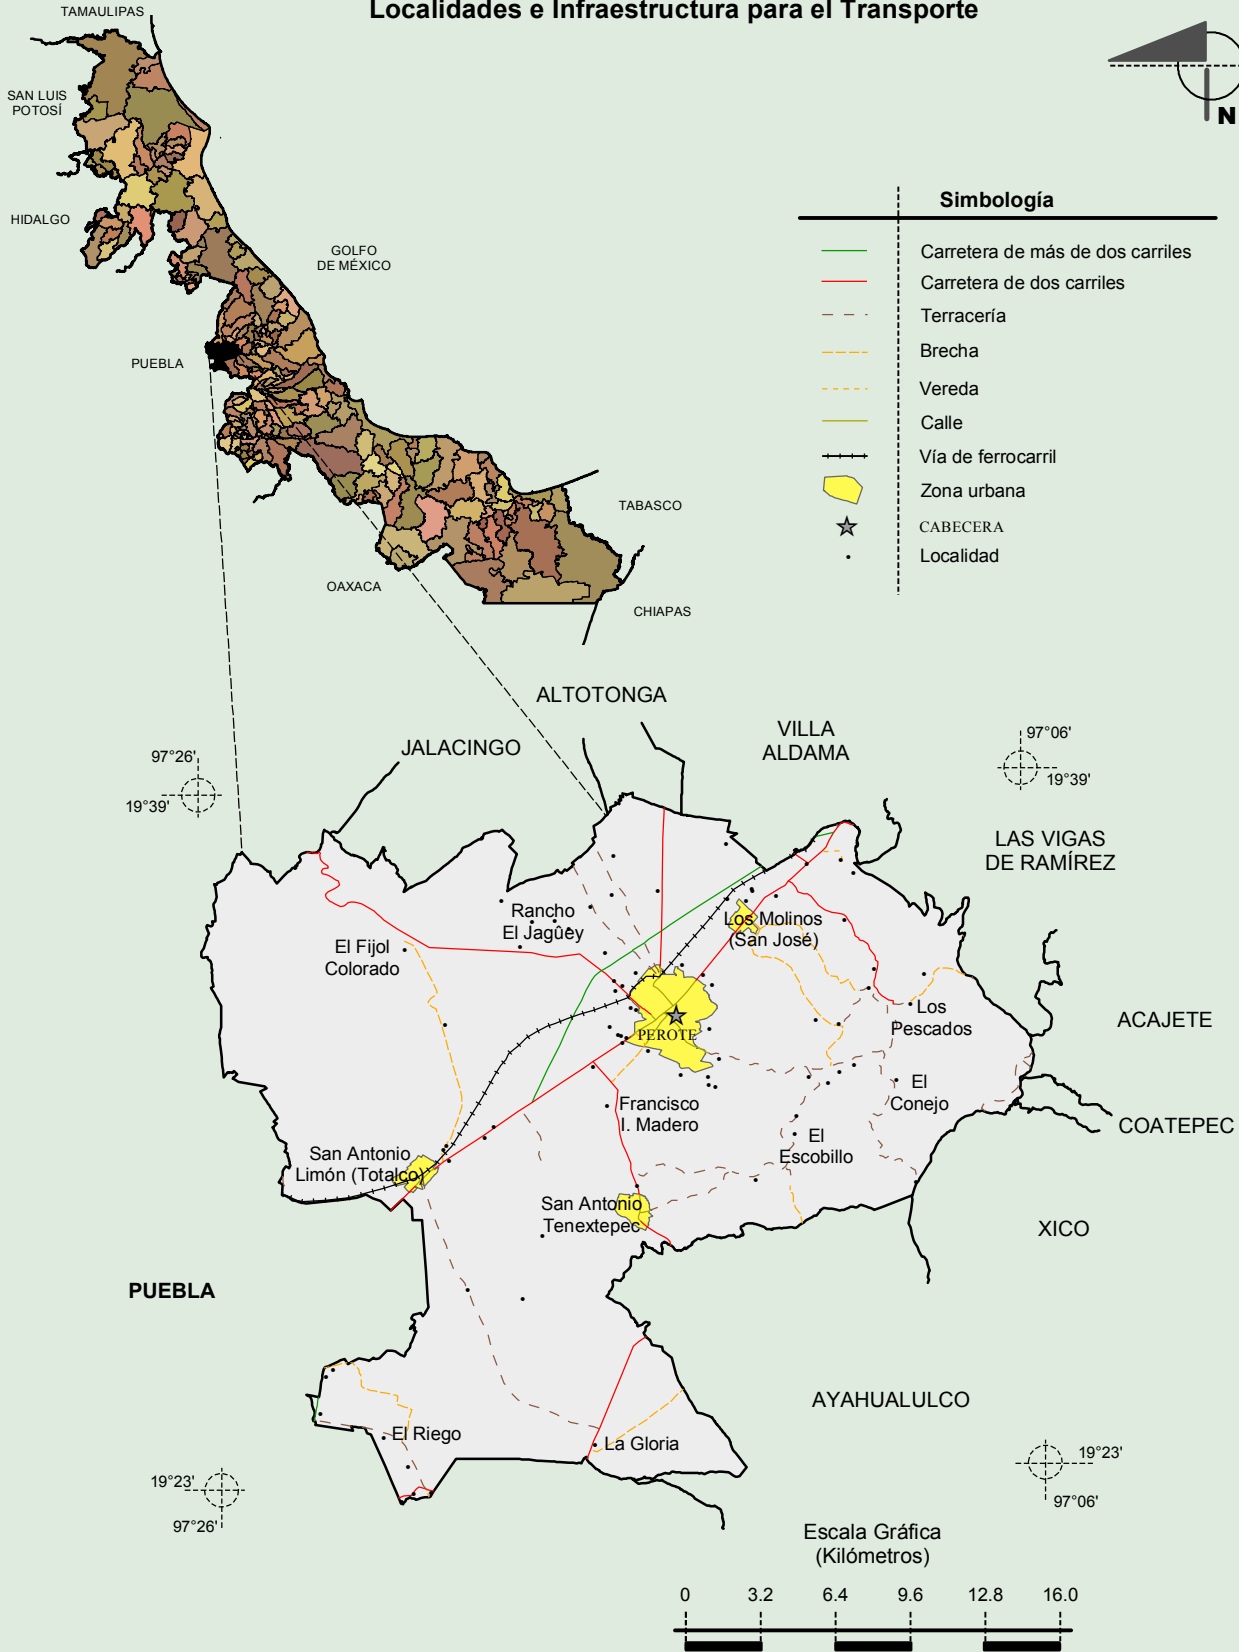 Localidades e Infraestructura para el Transporte
TAMAULIPAS
SAN LUIS
POTOSÍ
HIDALGO
GOLFO
DE MÉXICO
PUEBLA
TABASCO
OAXACA
CHIAPAS
N
Simbología
Carretera de más de dos carriles
Carretera de dos carriles
Terracería
Brecha
Vereda
Calle
Vía de ferrocarril
Zona urbana
CABECERA
Localidad
ALTOTONGA
JALACINGO
VILLA
ALDAMA
97°26'
19°39'
97°06'
19°39'
LAS VIGAS
DE RAMÍREZ
Rancho
El Jagüey
Los Molinos
(San José)
El Fijol
Colorado
Los
Pescados
PEROTE
ACAJETE
El
Conejo
Francisco
I. Madero
COATEPEC
El
Escobillo
San Antonio
Limón (Totalco)
San Antonio
Tenextepec
XICO
PUEBLA
AYAHUALULCO
El Riego
La Gloria
19°23'
97°26'
19°23'
97°06'
Escala Gráfica
(Kilómetros)
0 3.2 6.4 9.6 12.8 16.0